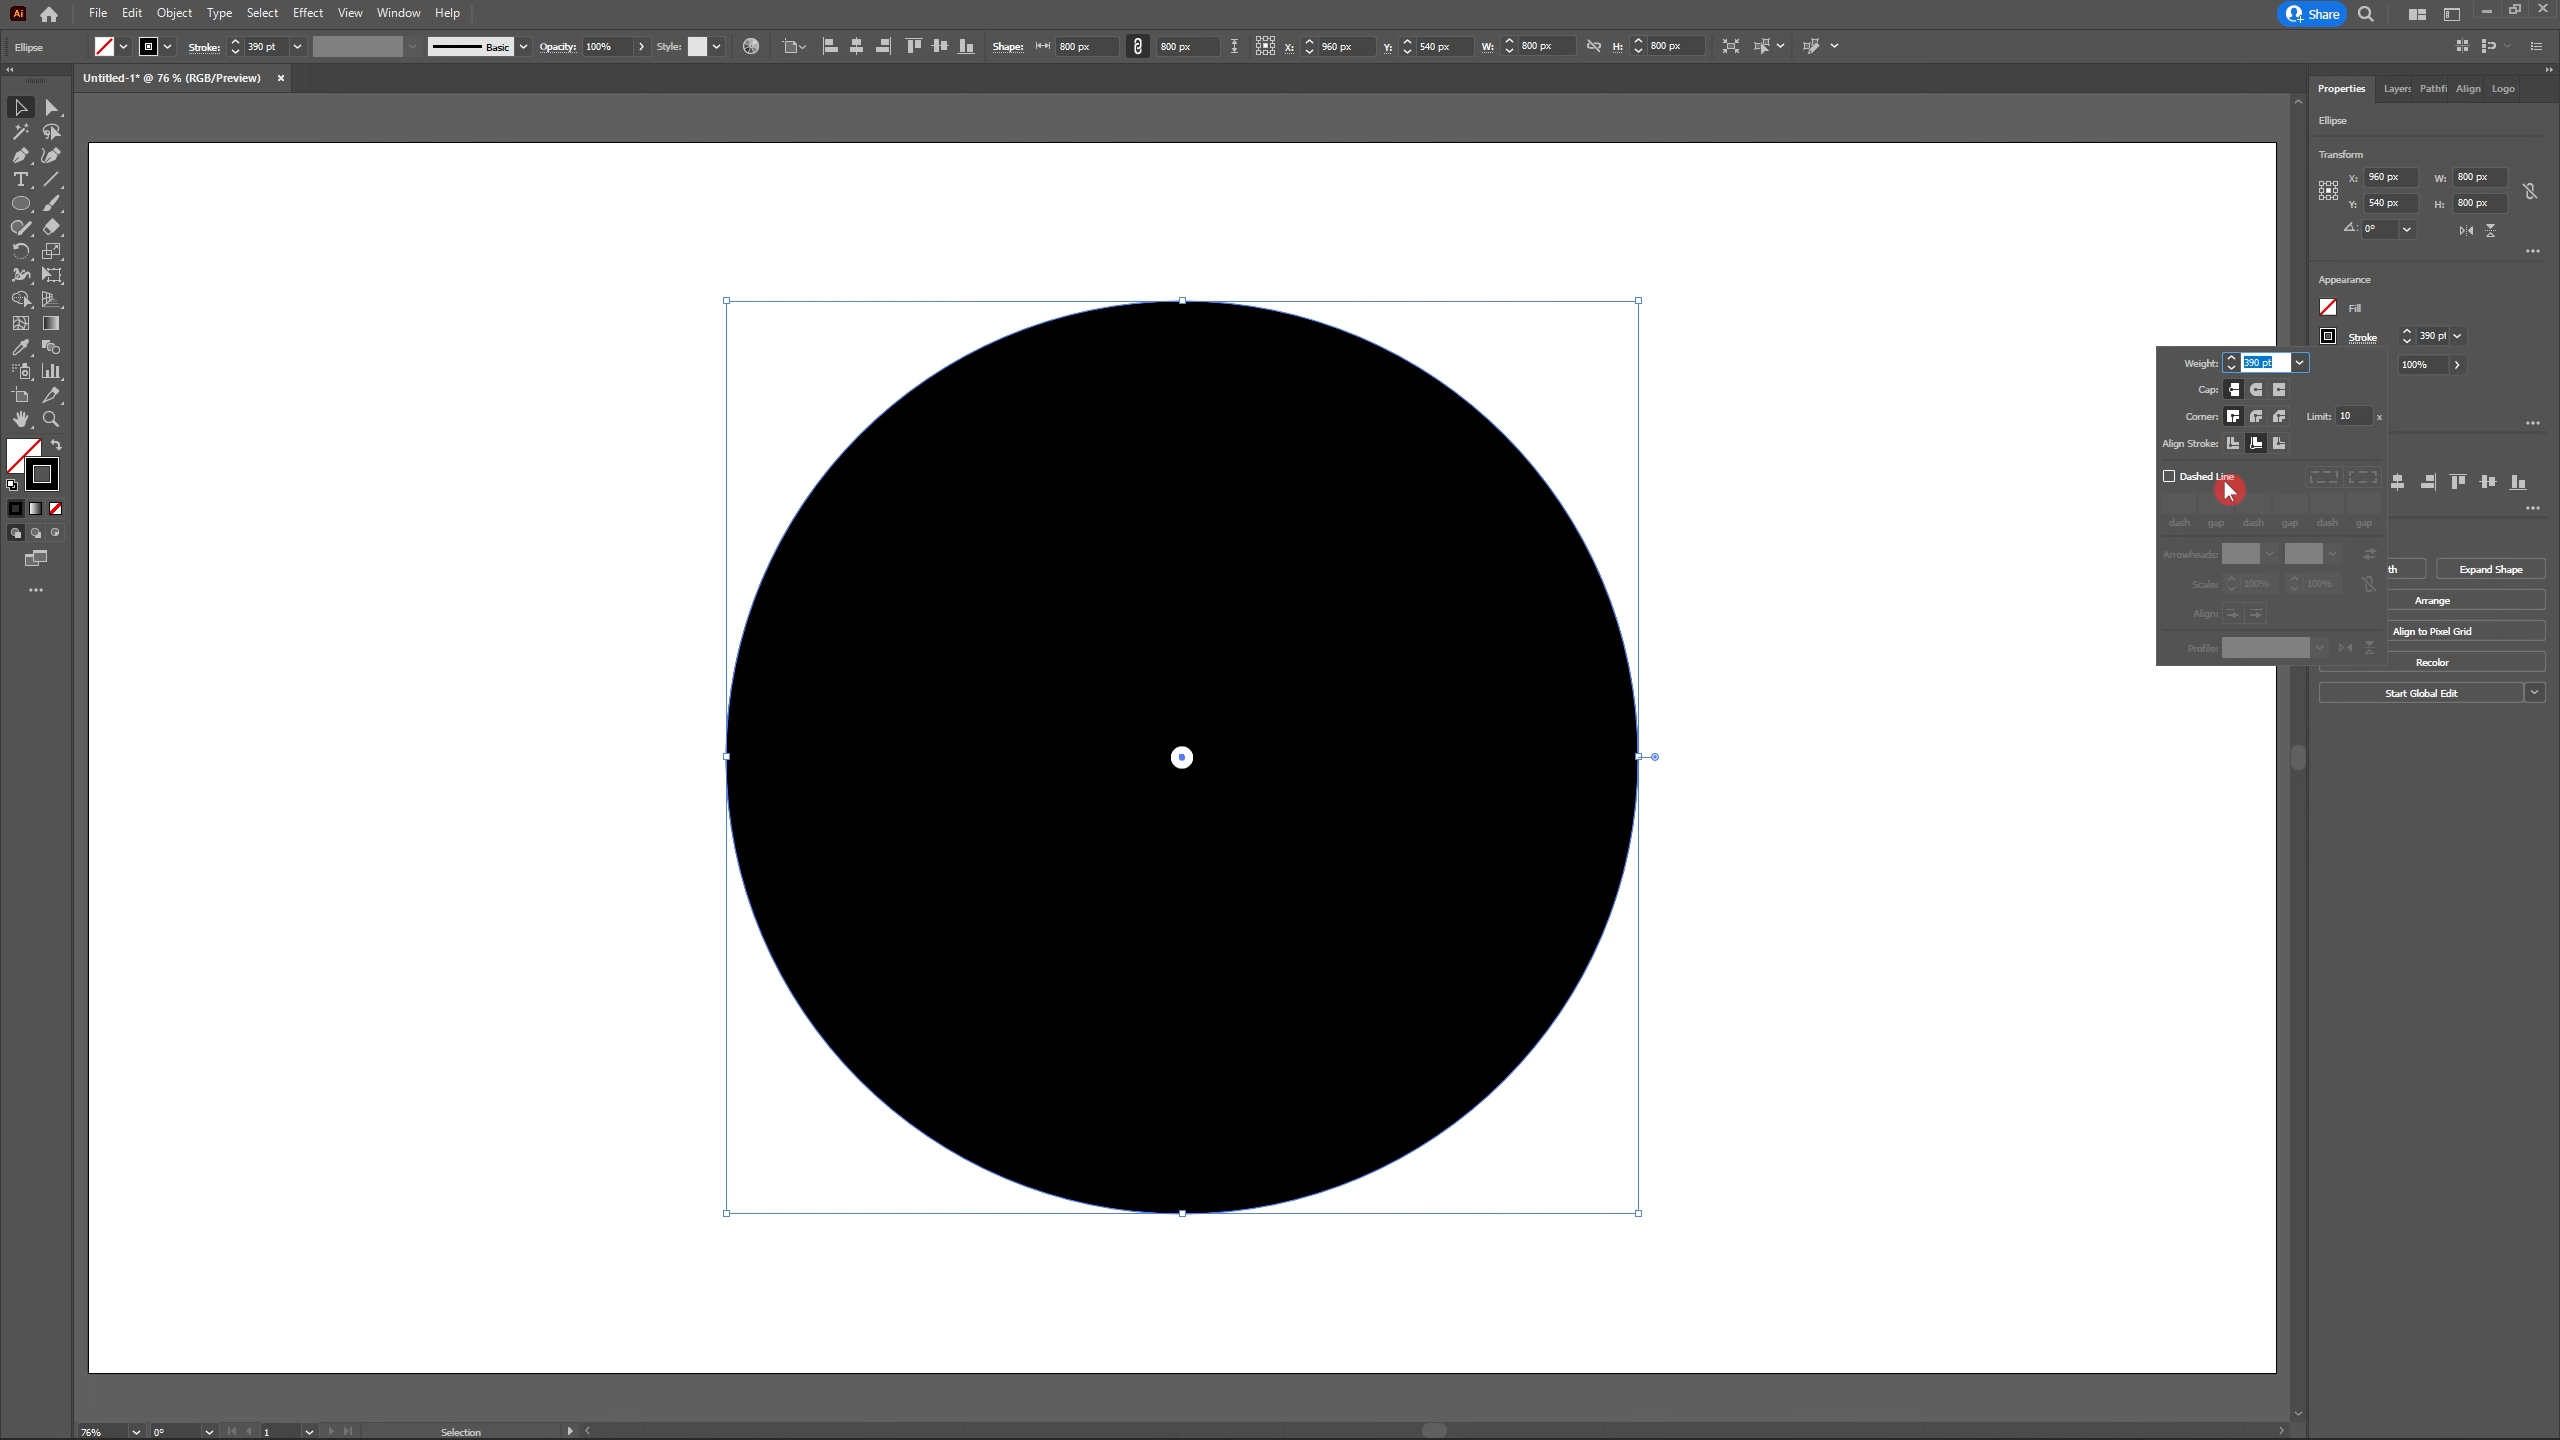 Ai File Edit Object Type Select Effect View Window Help Share
Ellipse Stroke: 390 pt Basic Opacity: 100% Style: Shape: 800 px 800 px X: 960 px Y: 540 px W: 800 px H: 800 px
Untitled-1* @ 76 % (RGB/Preview) ×
Properties Layers Pathfi Align Logo
Ellipse
Transform
X: 960 px W: 800 px
Y: 540 px H: 800 px
0°
Appearance
Fill
Stroke 390 pt
100%
Weight: 390 pt
Cap:
Corner: Limit: 10 x
Align Stroke:
Dashed Line
dash gap dash gap dash gap
Arrowheads:
Scale: 100% 100%
Align:
Profile:
th Expand Shape
Arrange
Align to Pixel Grid
Recolor
Start Global Edit
76% 0° 1 Selection